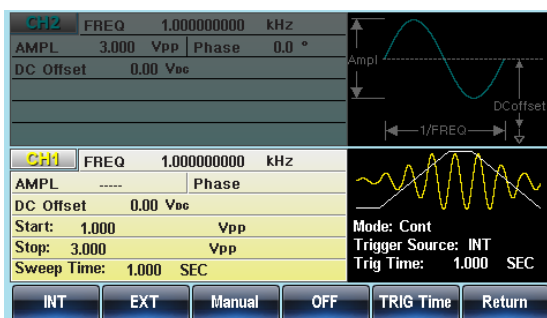 CH2 FREQ 1.000000000 kHz
AMPL 3.000 Vpp Phase 0.0 °
DC Offset 0.00 VDC
Ampl
DCoffset
1/FREQ
CH1 FREQ 1.000000000 kHz
AMPL ----- Phase
DC Offset 0.00 VDC
Start: 1.000 Vpp
Stop: 3.000 Vpp
Sweep Time: 1.000 SEC
Mode: Cont
Trigger Source: INT
Trig Time: 1.000 SEC
INT EXT Manual OFF TRIG Time Return